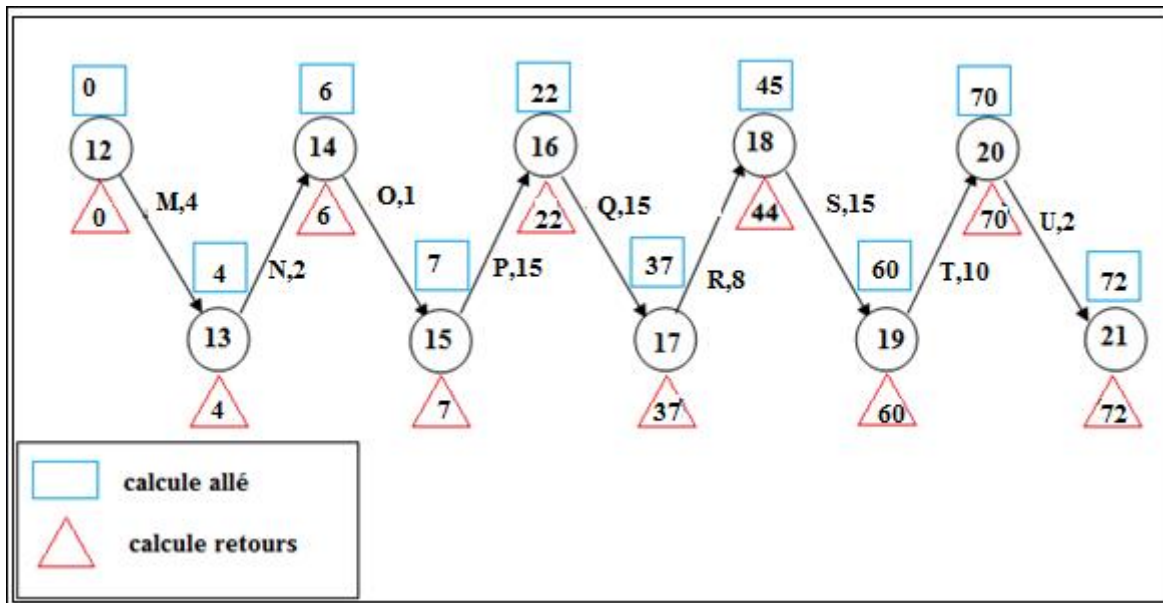 0 6 22 45 70
12 14 16 18 20
0 M,4 6 O,1 22 Q,15 44 S,15 70 U,2
4 N,2 7 P,15 37 R,8 60 T,10 72
13 15 17 19 21
4 7 37 60 72
calcule allé
calcule retours